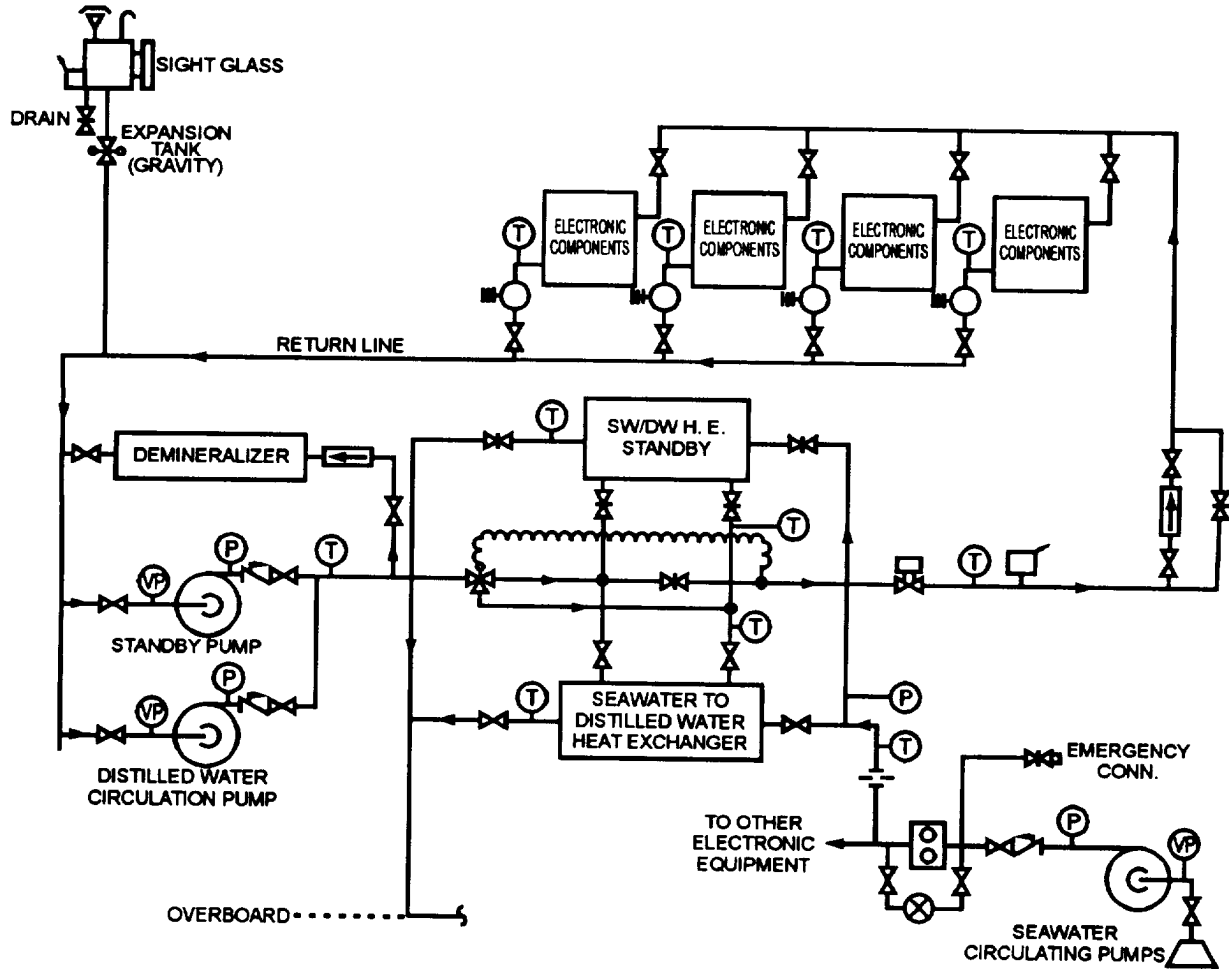 SIGHT GLASS
DRAIN
EXPANSION
TANK
(GRAVITY)
ELECTRONIC
COMPONENTS
ELECTRONIC
COMPONENTS
ELECTRONIC
COMPONENTS
ELECTRONIC
COMPONENTS
T
T
T
T
RETURN LINE
T
SW/DW H. E.
STANDBY
DEMINERALIZER
T
P
T
VP
T
STANDBY PUMP
T
P
VP
T
SEAWATER TO
DISTILLED WATER
HEAT EXCHANGER
P
T
DISTILLED WATER
CIRCULATION PUMP
EMERGENCY
CONN.
TO OTHER
ELECTRONIC
EQUIPMENT
P
VP
OVERBOARD
SEAWATER
CIRCULATING PUMPS